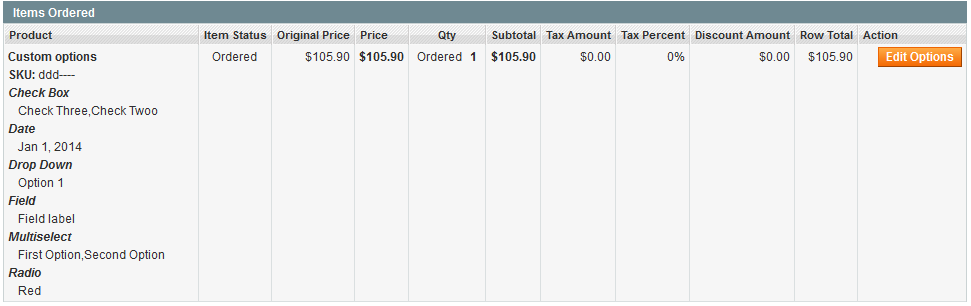 Items Ordered
Product Item Status Original Price Price Qty Subtotal Tax Amount Tax Percent Discount Amount Row Total Action
Custom options Ordered $105.90 $105.90 Ordered 1 $105.90 $0.00 0% $0.00 $105.90 Edit Options
SKU: ddd----
Check Box
Check Three,Check Twoo
Date
Jan 1, 2014
Drop Down
Option 1
Field
Field label
Multiselect
First Option,Second Option
Radio
Red